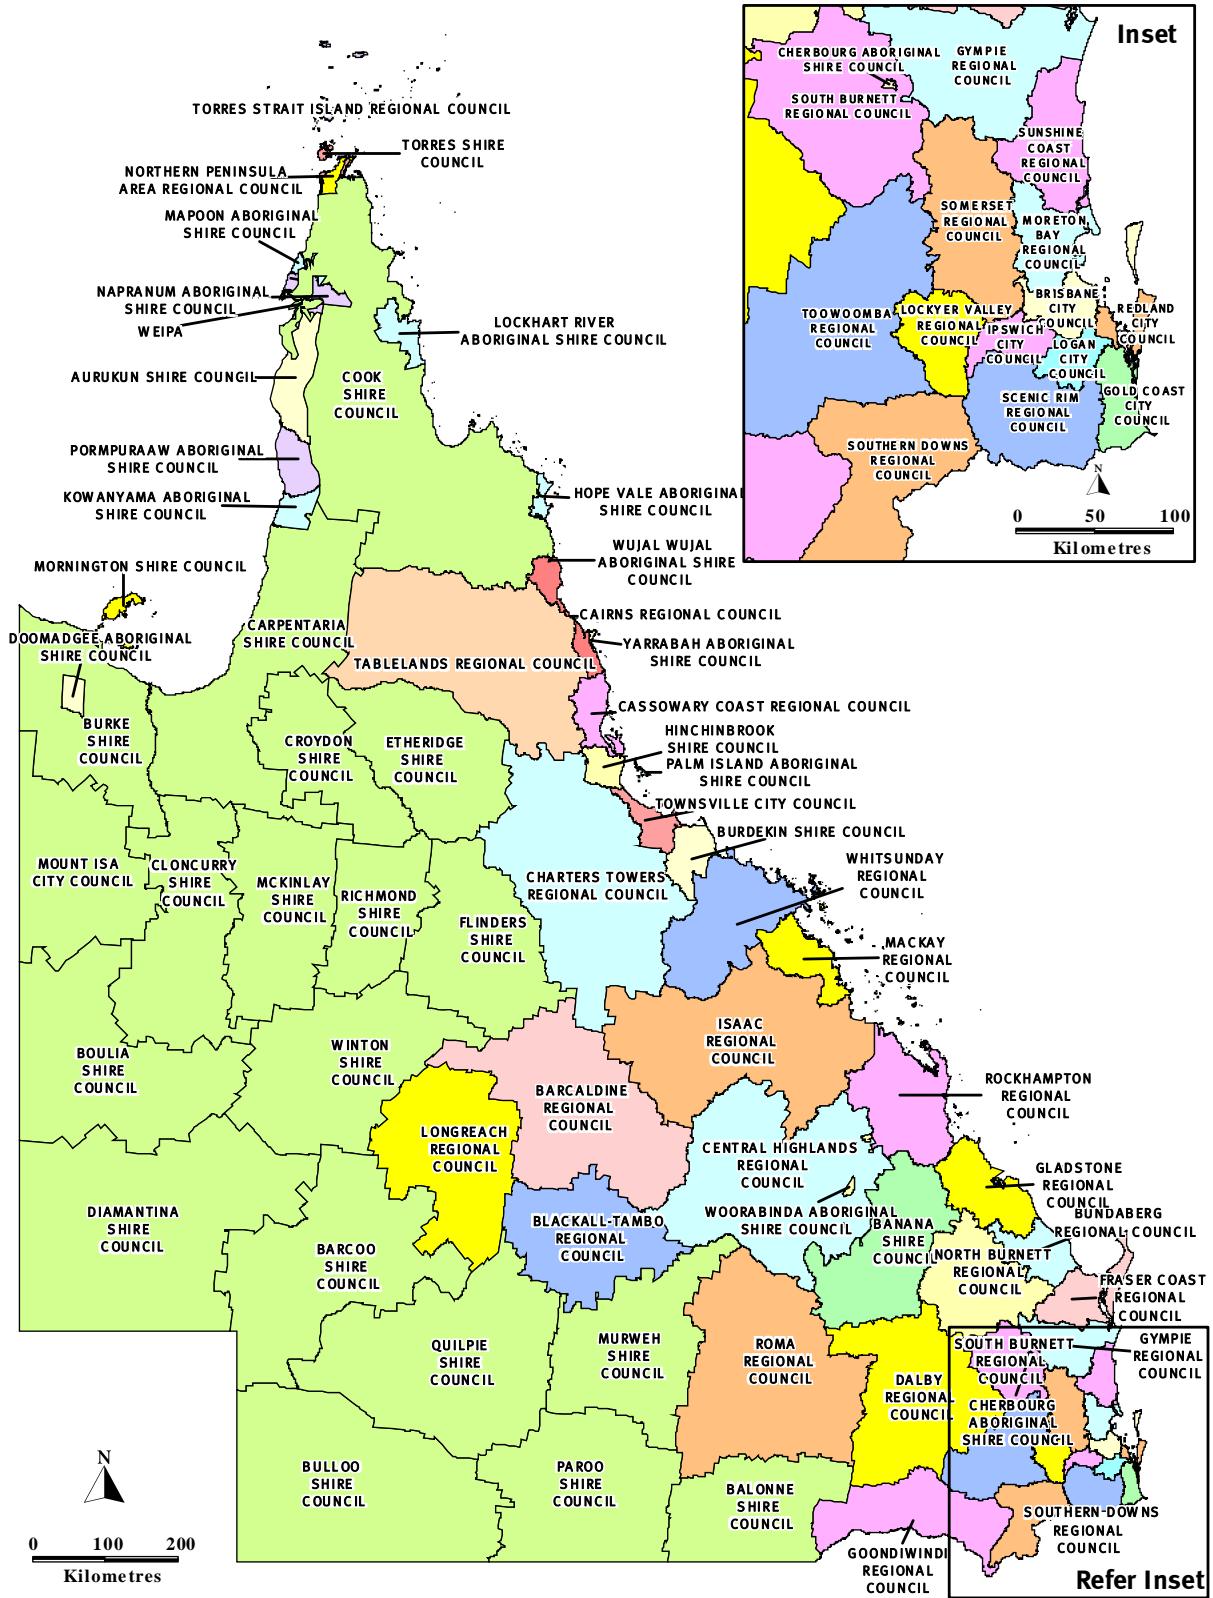 Inset
CHERBOURG ABORIGINAL
SHIRE COUNCIL
GYMPIE
REGIONAL
COUNCIL
SOUTH BURNETT
REGIONAL COUNCIL
SUNSHINE
COAST
REGIONAL
COUNCIL
SOMERSET
REGIONAL
COUNCIL
MORETON
BAY
REGIONAL
COUNCIL
TOOWOOMBA
REGIONAL
COUNCIL
LOCKYER VALLEY
REGIONAL
COUNCIL
BRISBANE
CITY
COUNCIL
REDLAND
CITY
COUNCIL
IPSWICH
CITY
COUNCIL
LOGAN
CITY
COUNCIL
SCENIC RIM
REGIONAL
COUNCIL
GOLD COAST
CITY
COUNCIL
SOUTHERN DOWNS
REGIONAL
COUNCIL
N
0 50 100
Kilometres
TORRES STRAIT ISLAND REGIONAL COUNCIL
TORRES SHIRE
COUNCIL
NORTHERN PENINSULA
AREA REGIONAL COUNCIL
MAPOON ABORIGINAL
SHIRE COUNCIL
NAPRANUM ABORIGINAL
SHIRE COUNCIL
WEIPA
LOCKHART RIVER
ABORIGINAL SHIRE COUNCIL
AURUKUN SHIRE COUNCIL
COOK
SHIRE
COUNCIL
PORMPURAAW ABORIGINAL
SHIRE COUNCIL
KOWANYAMA ABORIGINAL
SHIRE COUNCIL
HOPE VALE ABORIGINAL
SHIRE COUNCIL
WUJAL WUJAL
ABORIGINAL SHIRE
COUNCIL
MORNINGTON SHIRE COUNCIL
CAIRNS REGIONAL COUNCIL
DOOMADGEE ABORIGINAL
SHIRE COUNCIL
CARPENTARIA
SHIRE COUNCIL
YARRABAH ABORIGINAL
SHIRE COUNCIL
TABLELANDS REGIONAL COUNCIL
CASSOWARY COAST REGIONAL COUNCIL
BURKE
SHIRE
COUNCIL
CROYDON
SHIRE
COUNCIL
ETHERIDGE
SHIRE
COUNCIL
HINCHINBROOK
SHIRE COUNCIL
PALM ISLAND ABORIGINAL
SHIRE COUNCIL
TOWNSVILLE CITY COUNCIL
BURDEKIN SHIRE COUNCIL
WHITSUNDAY
REGIONAL
COUNCIL
MOUNT ISA
CITY COUNCIL
CLONCURRY
SHIRE
COUNCIL
MCKINLAY
SHIRE
COUNCIL
RICHMOND
SHIRE
COUNCIL
FLINDERS
SHIRE
COUNCIL
CHARTERS TOWERS
REGIONAL COUNCIL
MACKAY
REGIONAL
COUNCIL
ISAAC
REGIONAL
COUNCIL
BOULIA
SHIRE
COUNCIL
WINTON
SHIRE
COUNCIL
BARCALDINE
REGIONAL
COUNCIL
ROCKHAMPTON
REGIONAL
COUNCIL
LONGREACH
REGIONAL
COUNCIL
CENTRAL HIGHLANDS
REGIONAL
COUNCIL
GLADSTONE
REGIONAL
COUNCIL
DIAMANTINA
SHIRE
COUNCIL
BLACKALL-TAMBO
REGIONAL
COUNCIL
WOORABINDA ABORIGINAL
SHIRE COUNCIL
BANANA
SHIRE
COUNCIL
BUNDABERG
REGIONAL COUNCIL
BARCOO
SHIRE
COUNCIL
NORTH BURNETT
REGIONAL
COUNCIL
FRASER COAST
REGIONAL
COUNCIL
QUILPIE
SHIRE
COUNCIL
MURWEH
SHIRE
COUNCIL
ROMA
REGIONAL
COUNCIL
DALBY
REGIONAL
COUNCIL
SOUTH BURNETT
REGIONAL
COUNCIL
GYMPIE
REGIONAL
COUNCIL
CHERBOURG
ABORIGINAL
SHIRE COUNCIL
BULLOO
SHIRE
COUNCIL
PAROO
SHIRE
COUNCIL
BALONNE
SHIRE
COUNCIL
SOUTHERN-DOWNS
REGIONAL
COUNCIL
GOONDIWINDI
REGIONAL
COUNCIL
N
0 100 200
Kilometres
Refer Inset